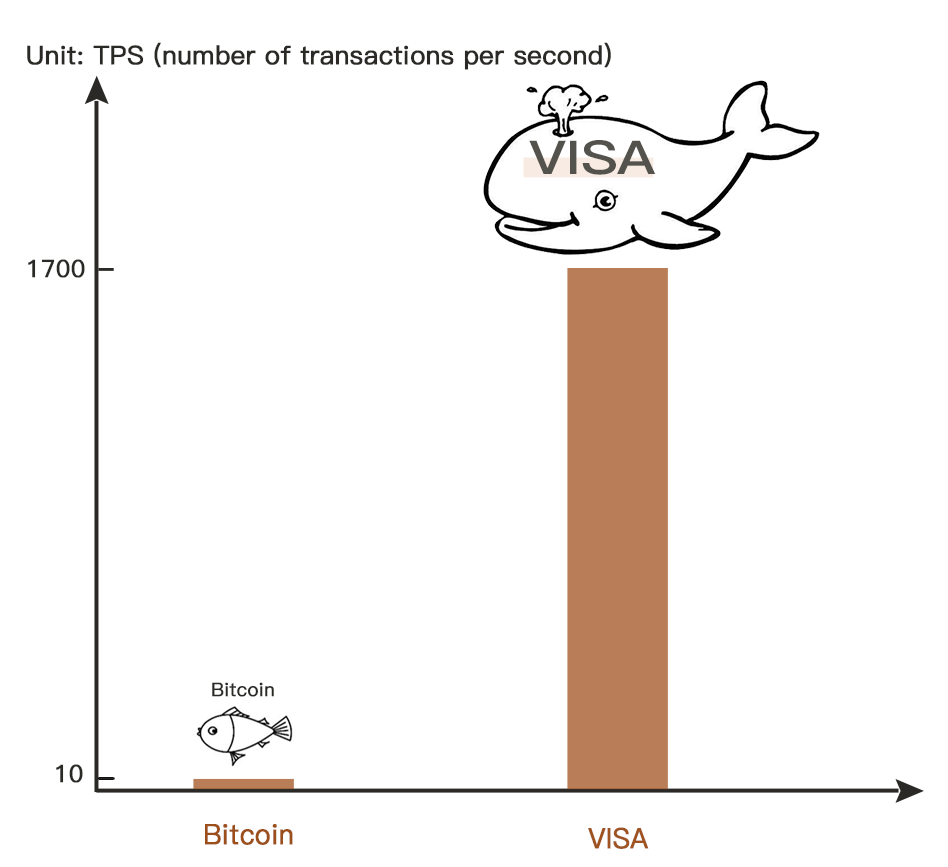 Unit: TPS (number of transactions per second)
VISA
1700
Bitcoin
10
Bitcoin
VISA